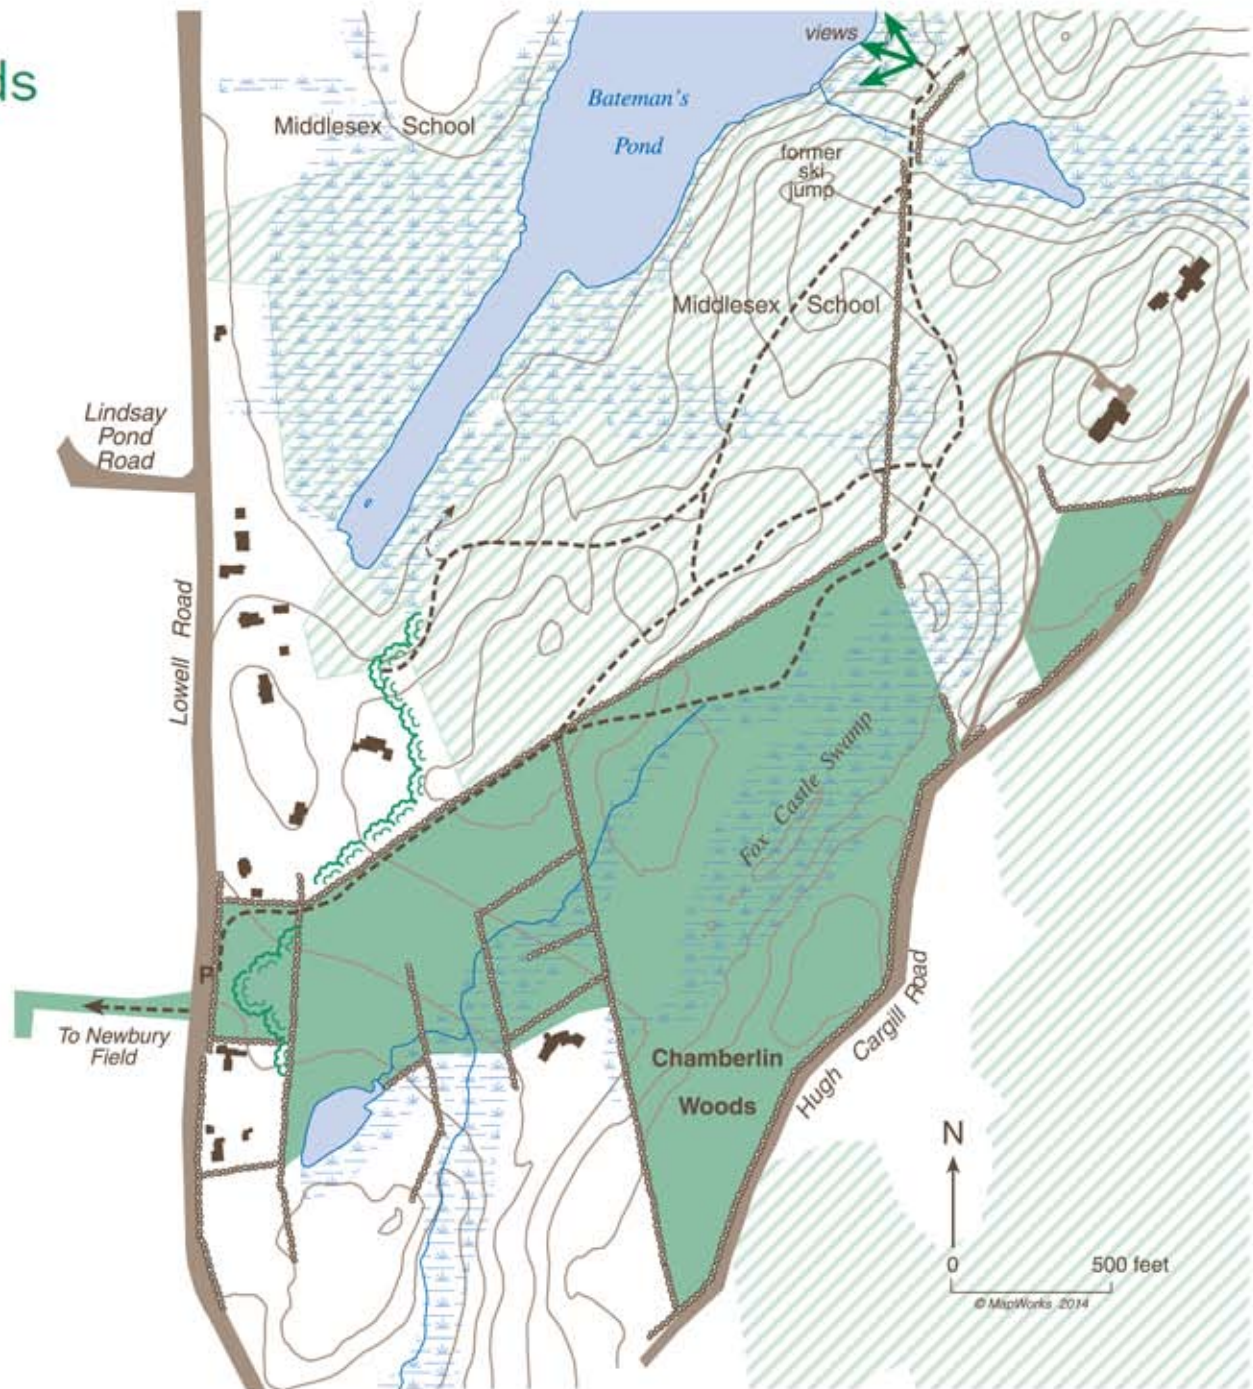 ds
views
Bateman's
Pond
Middlesex School
former
ski
jump
Middlesex School
Lindsay
Pond
Road
Lowell Road
Fox Castle Swamp
P
To Newbury
Field
Hugh Cargill Road
Chamberlin
Woods
N
0 500 feet
© MapWorks 2014